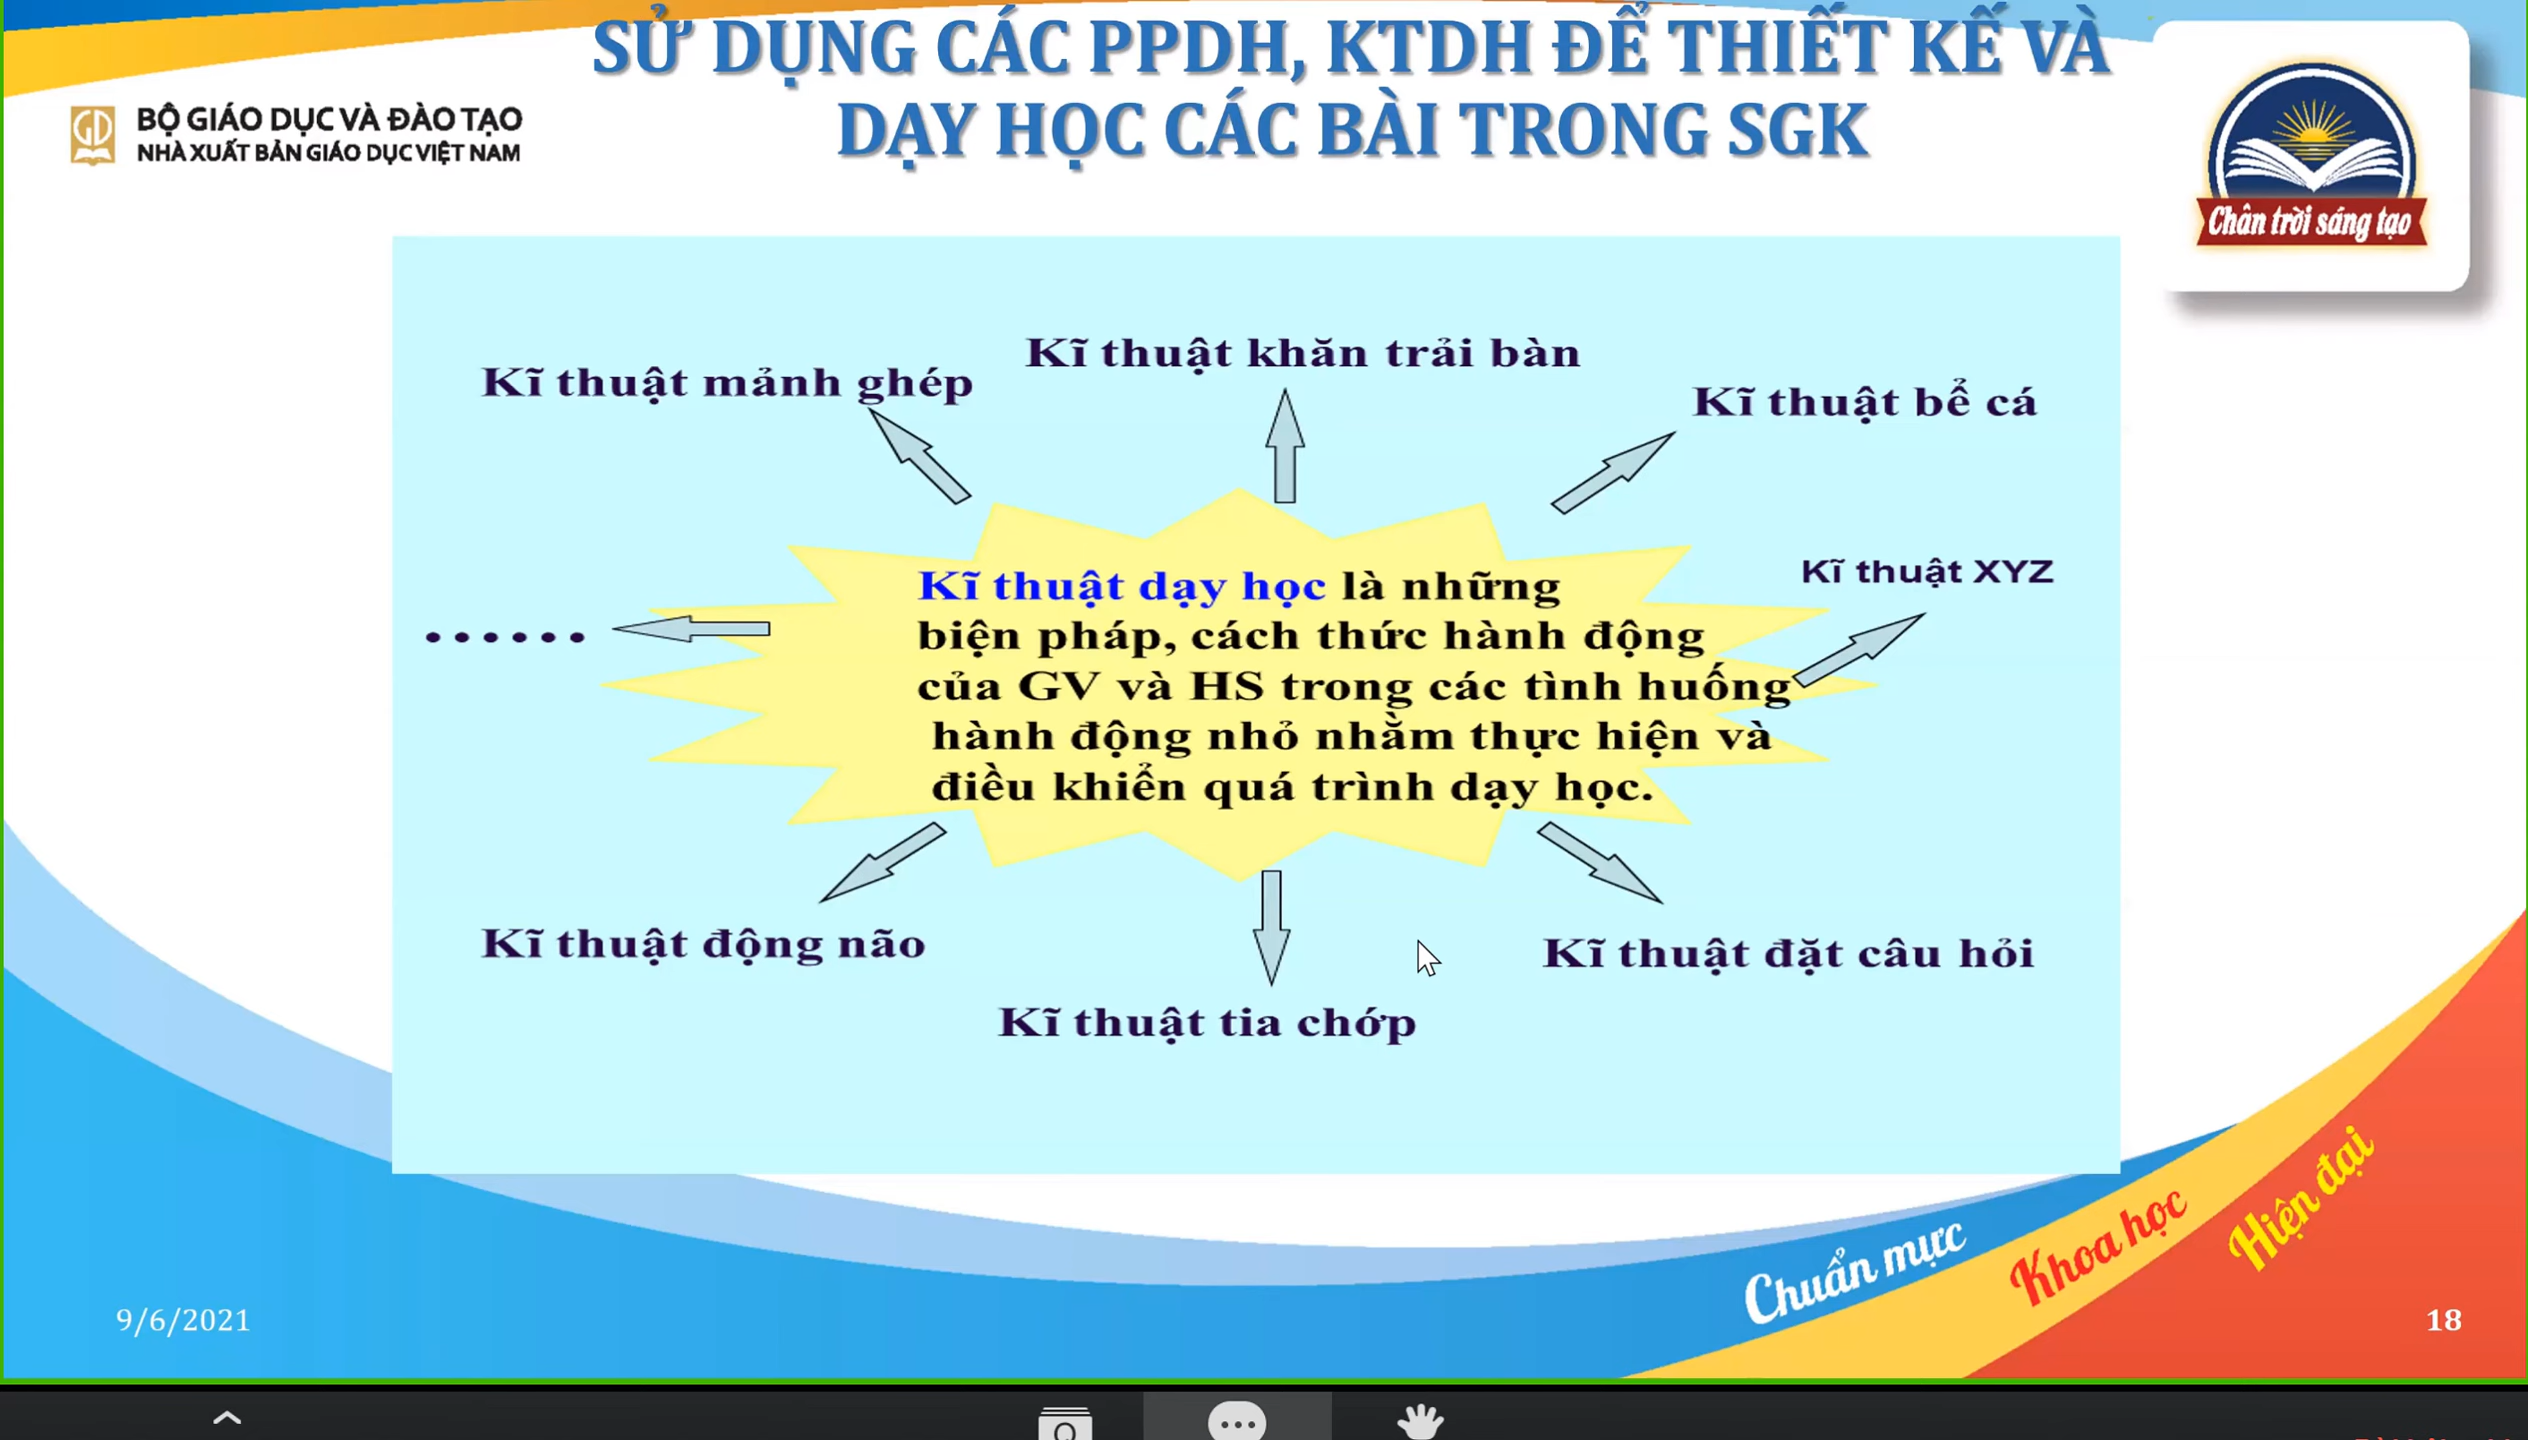 SỬ DỤNG CÁC PPDH, KTDH ĐỂ THIẾT KẾ VÀ
DẠY HỌC CÁC BÀI TRONG SGK
BỘ GIÁO DỤC VÀ ĐÀO TẠO
NHÀ XUẤT BẢN GIÁO DỤC VIỆT NAM
Chân trời sáng tạo
Kĩ thuật mảnh ghép
Kĩ thuật khăn trải bàn
Kĩ thuật bể cá
Kĩ thuật XYZ
......
Kĩ thuật dạy học là những
biện pháp, cách thức hành động
của GV và HS trong các tình huống
hành động nhỏ nhằm thực hiện và
điều khiển quá trình dạy học.
Kĩ thuật động não
Kĩ thuật tia chớp
Kĩ thuật đặt câu hỏi
Chuẩn mực
Khoa học
Hiện đại
9/6/2021
18